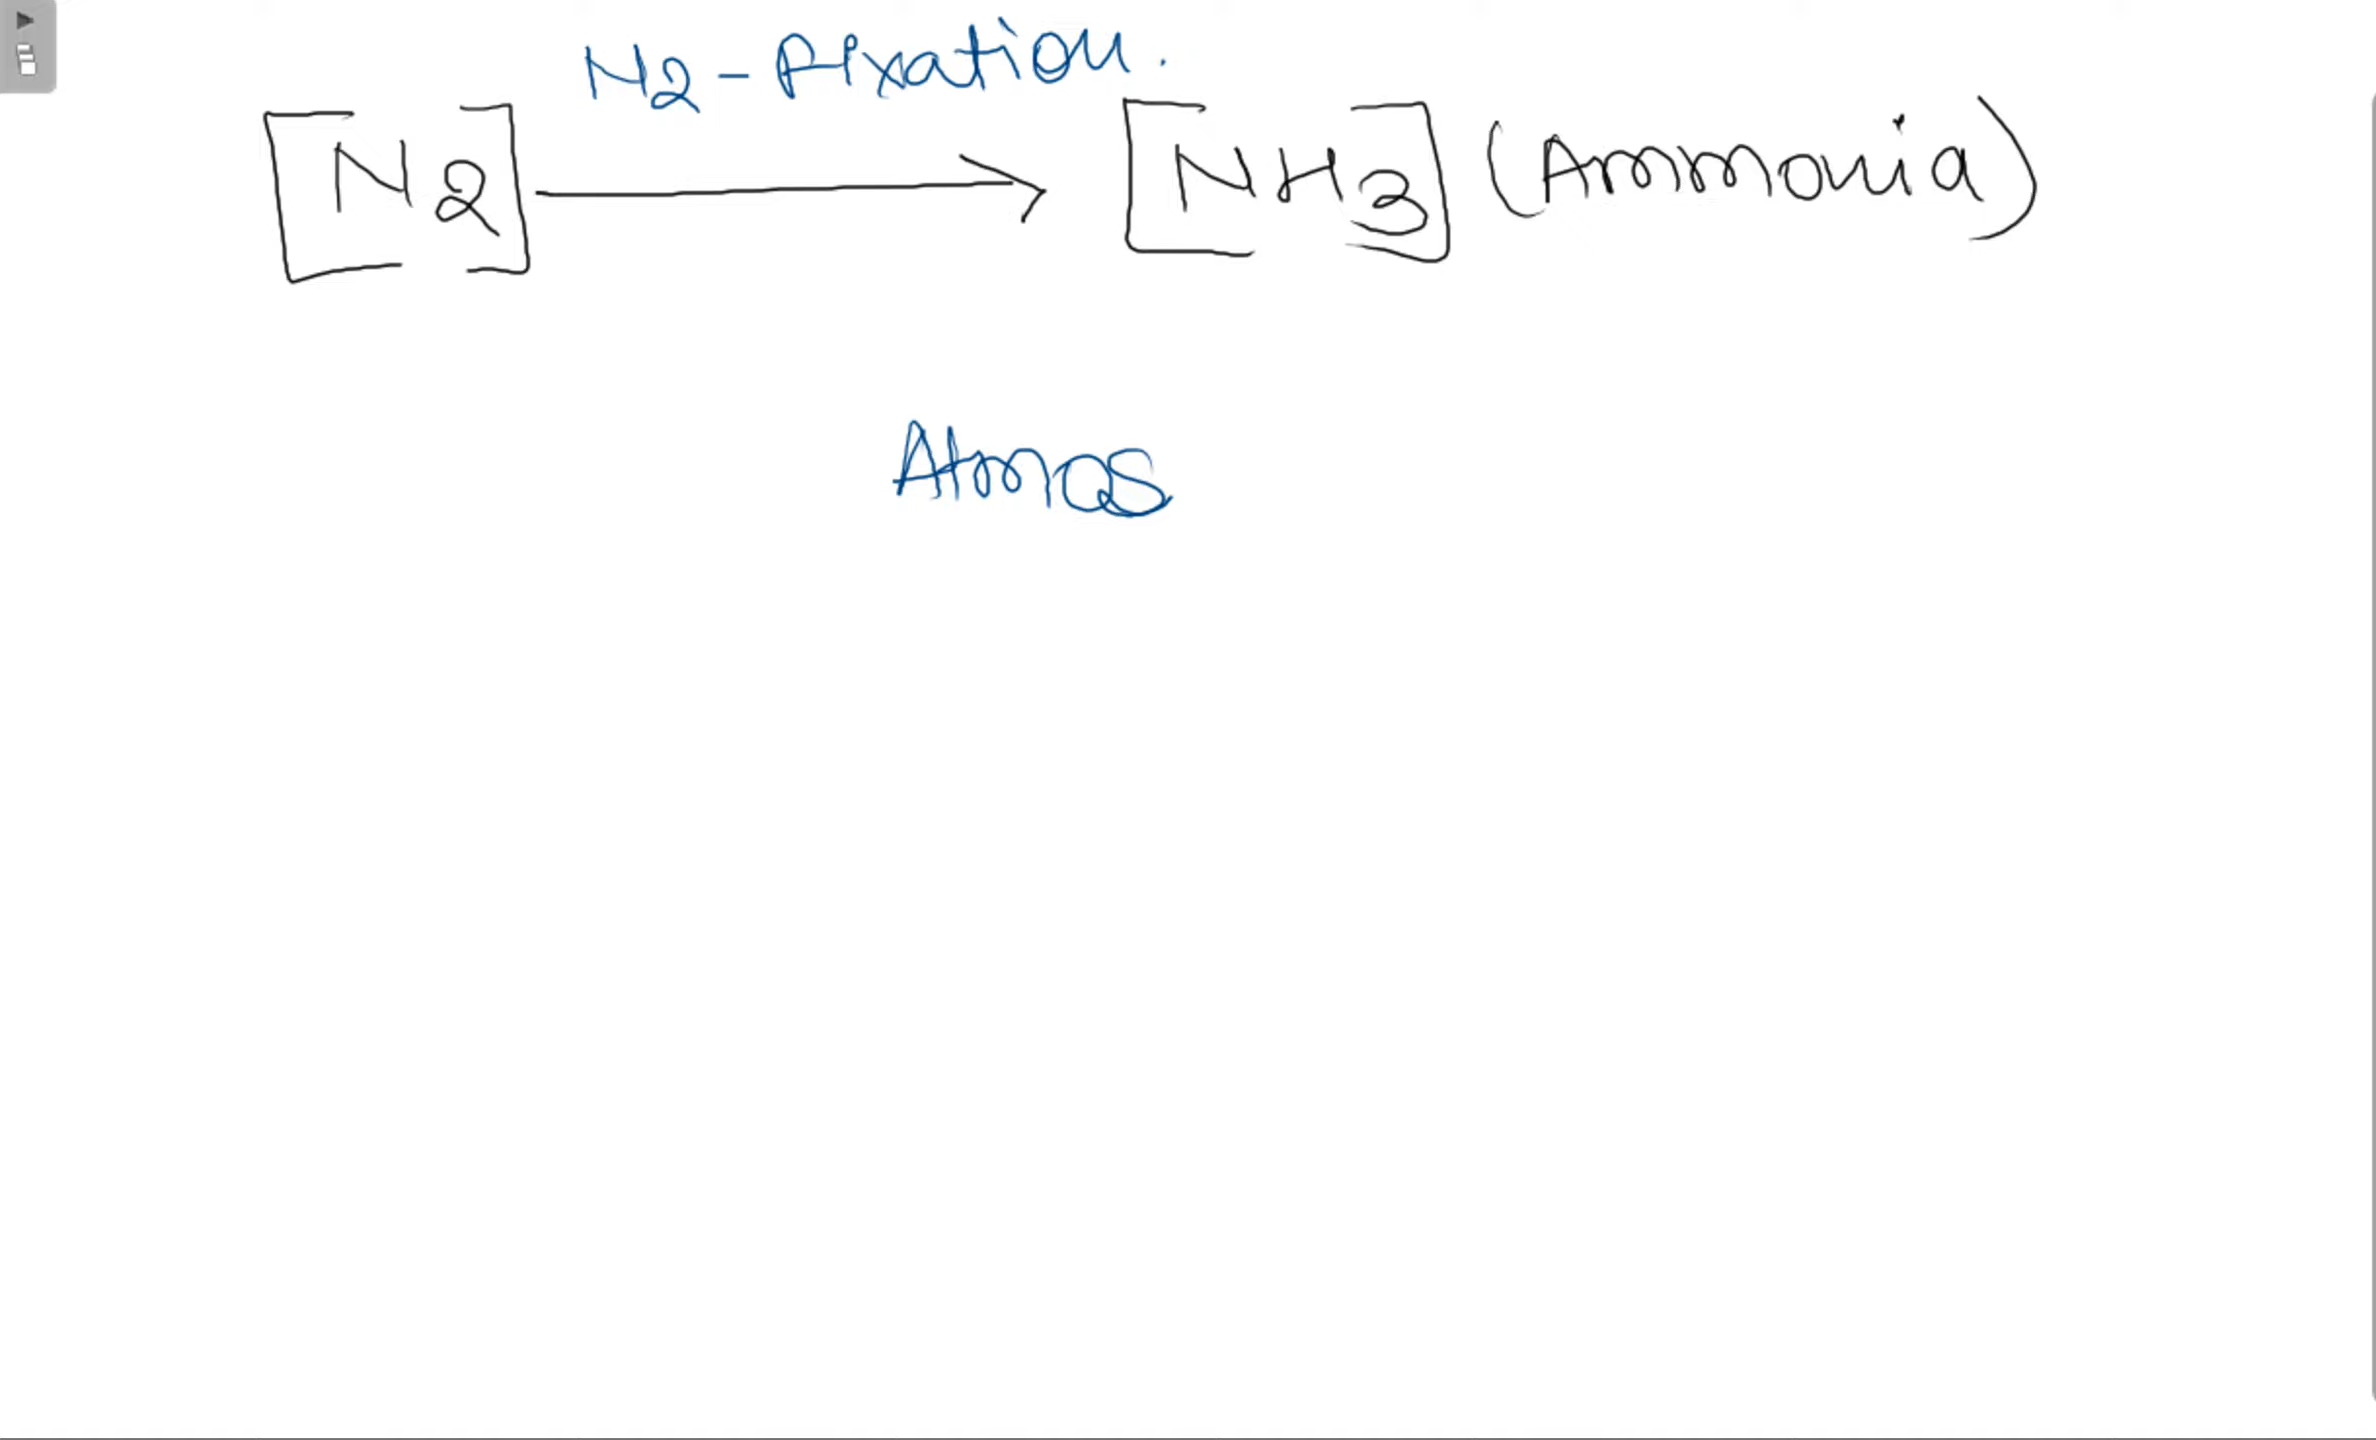 N2-Fixation.
[N2] → [NH3] (Ammonia)
Atmos